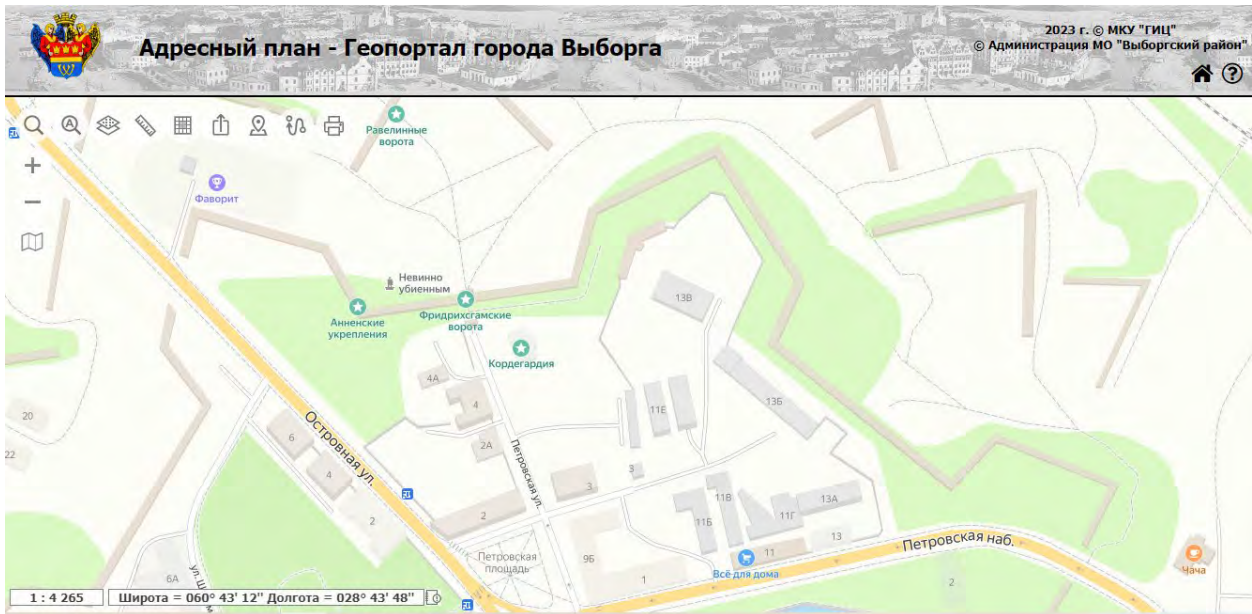 Адресный план - Геопортал города Выборга
2023 г. © МКУ "ГИЦ"
© Администрация МО "Выборгский район"
Равелинные
ворота
Фаворит
Невинно
убиенным
Анненские
укрепления
Фридрихсгамские
ворота
Кордегардия
13В
4А
4
11Е
13Б
20
22
6
Островная ул.
4
2А
Петровская ул.
3
3
2
2
11В
11Б
11Г
13А
13
11
Всё для дома
Петровская наб.
Чача
Петровская
площадь
9Б
1
2
6А
1 : 4 265
Широта = 060° 43' 12" Долгота = 028° 43' 48"